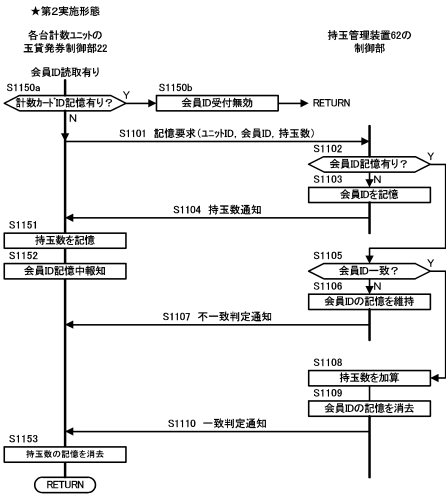 ★第2実施形態
各台計数ユニットの
玉貸発券制御部22
持玉管理装置62の
制御部
会員ID読取有り
S1150a
計数カードID記憶有り？
Y
N
S1150b
会員ID受付無効
RETURN
S1101 記憶要求(ユニットID, 会員ID, 持玉数)
S1102
会員ID記憶有り？
Y
N
S1103
会員IDを記憶
S1104 持玉数通知
S1151
持玉数を記憶
S1152
会員ID記憶中報知
S1105
会員ID一致？
Y
N
S1106
会員IDの記憶を維持
S1107 不一致判定通知
S1108
持玉数を加算
S1109
会員IDの記憶を消去
S1110 一致判定通知
S1153
持玉数の記憶を消去
RETURN